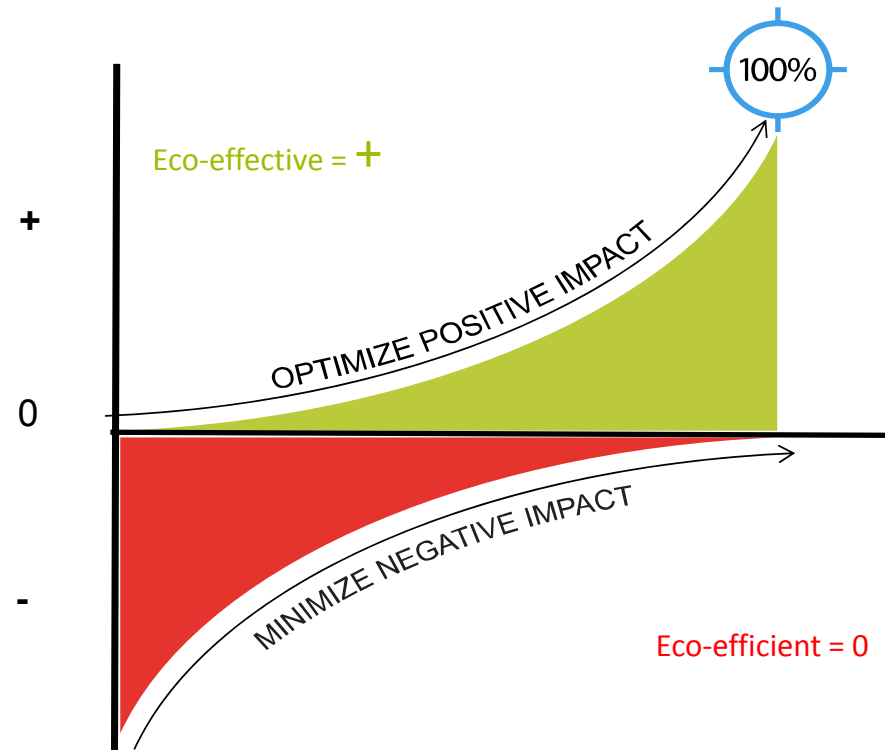 100%
Eco-effective = +
+
OPTIMIZE POSITIVE IMPACT
0
MINIMIZE NEGATIVE IMPACT
-
Eco-efficient = 0